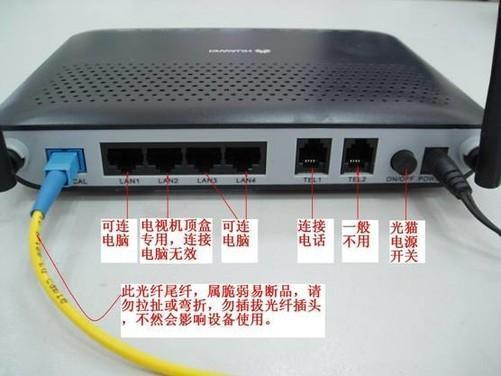 HUAWEI
CAL
LAN1 LAN2 LAN3 LAN4 TEL1 TEL2 ON/OFF POW
可连
电脑
电视机顶盒
专用，连接
电脑无效
可连
电脑
连接
电话
一般
不用
光猫
电源
开关
此光纤尾纤，属脆弱易断品，请
勿拉扯或弯折，勿插拔光纤插头
，不然会影响设备使用。